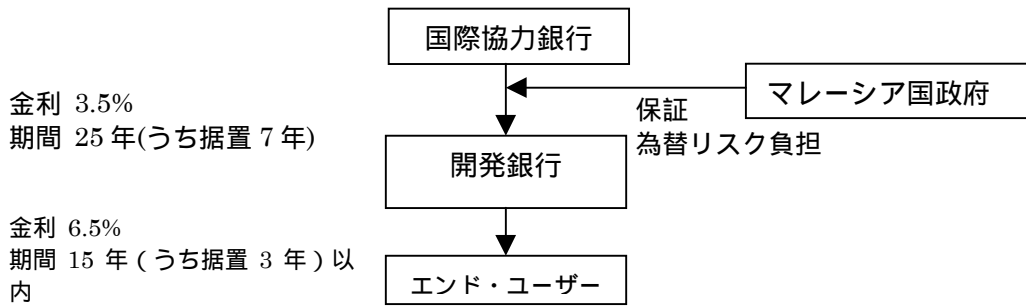 国際協力銀行
マレーシア国政府
金利 3.5%
期間 25 年(うち据置 7 年)
保証
為替リスク負担
開発銀行
金利 6.5%
期間 15 年（うち据置 3 年）以
内
エンド・ユーザー